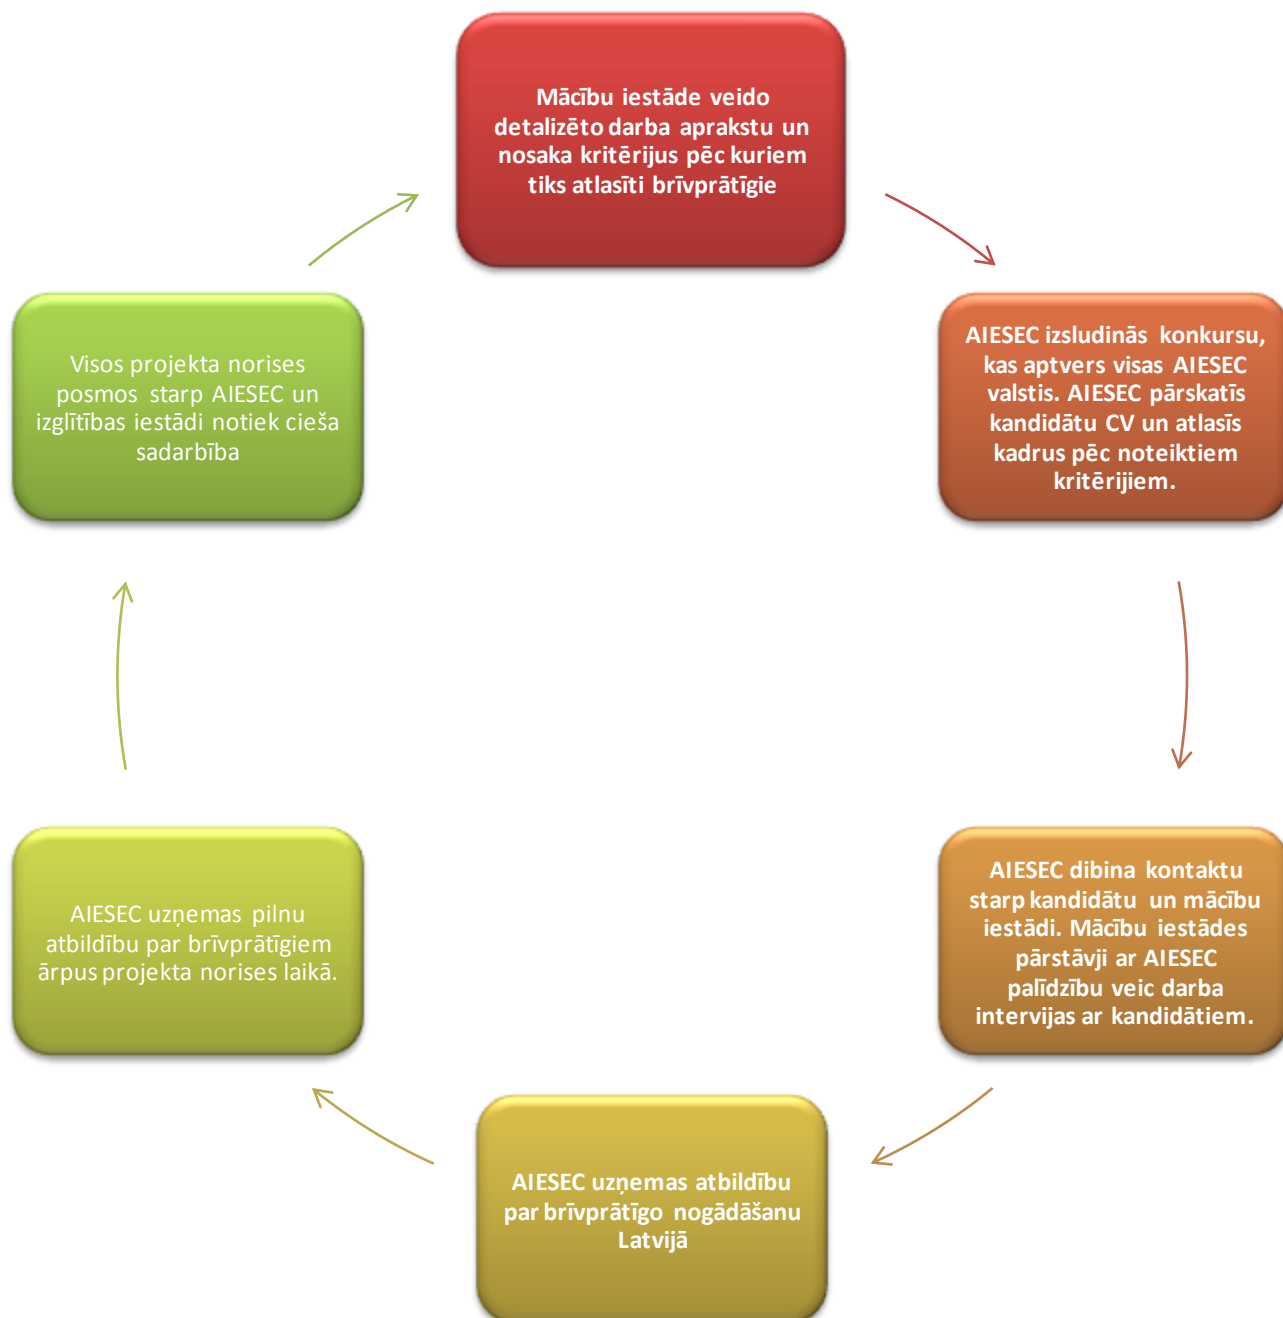 Mācību iestāde veido
detalizēto darba aprakstu un
nosaka kritērijus pēc kuriem
tiks atlasīti brīvprātīgie
AIESEC izsludinās konkursu,
kas aptvers visas AIESEC
valstis. AIESEC pārskatīs
kandidātu CV un atlasīs
kadrus pēc noteiktiem
kritērijiem.
AIESEC dibina kontaktu
starp kandidātu un mācību
iestādi. Mācību iestādes
pārstāvji ar AIESEC
palīdzību veic darba
intervijas ar kandidātiem.
AIESEC uzņemas atbildību
par brīvprātīgo nogādāšanu
Latvijā
AIESEC uzņemas pilnu
atbildību par brīvprātīgiem
ārpus projekta norises laikā.
Visos projekta norises
posmos starp AIESEC un
izglītības iestādi notiek cieša
sadarbība